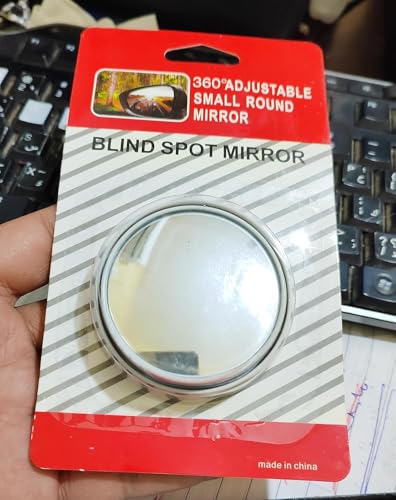 360°ADJUSTABLE
SMALL ROUND
MIRROR
BLIND SPOT MIRROR
made in china